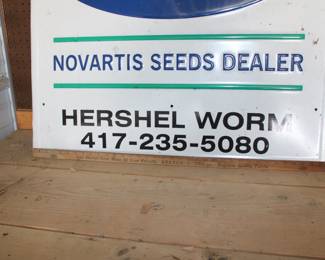 NOVARTIS SEEDS DEALER
HERSHEL WORM
417-235-5080